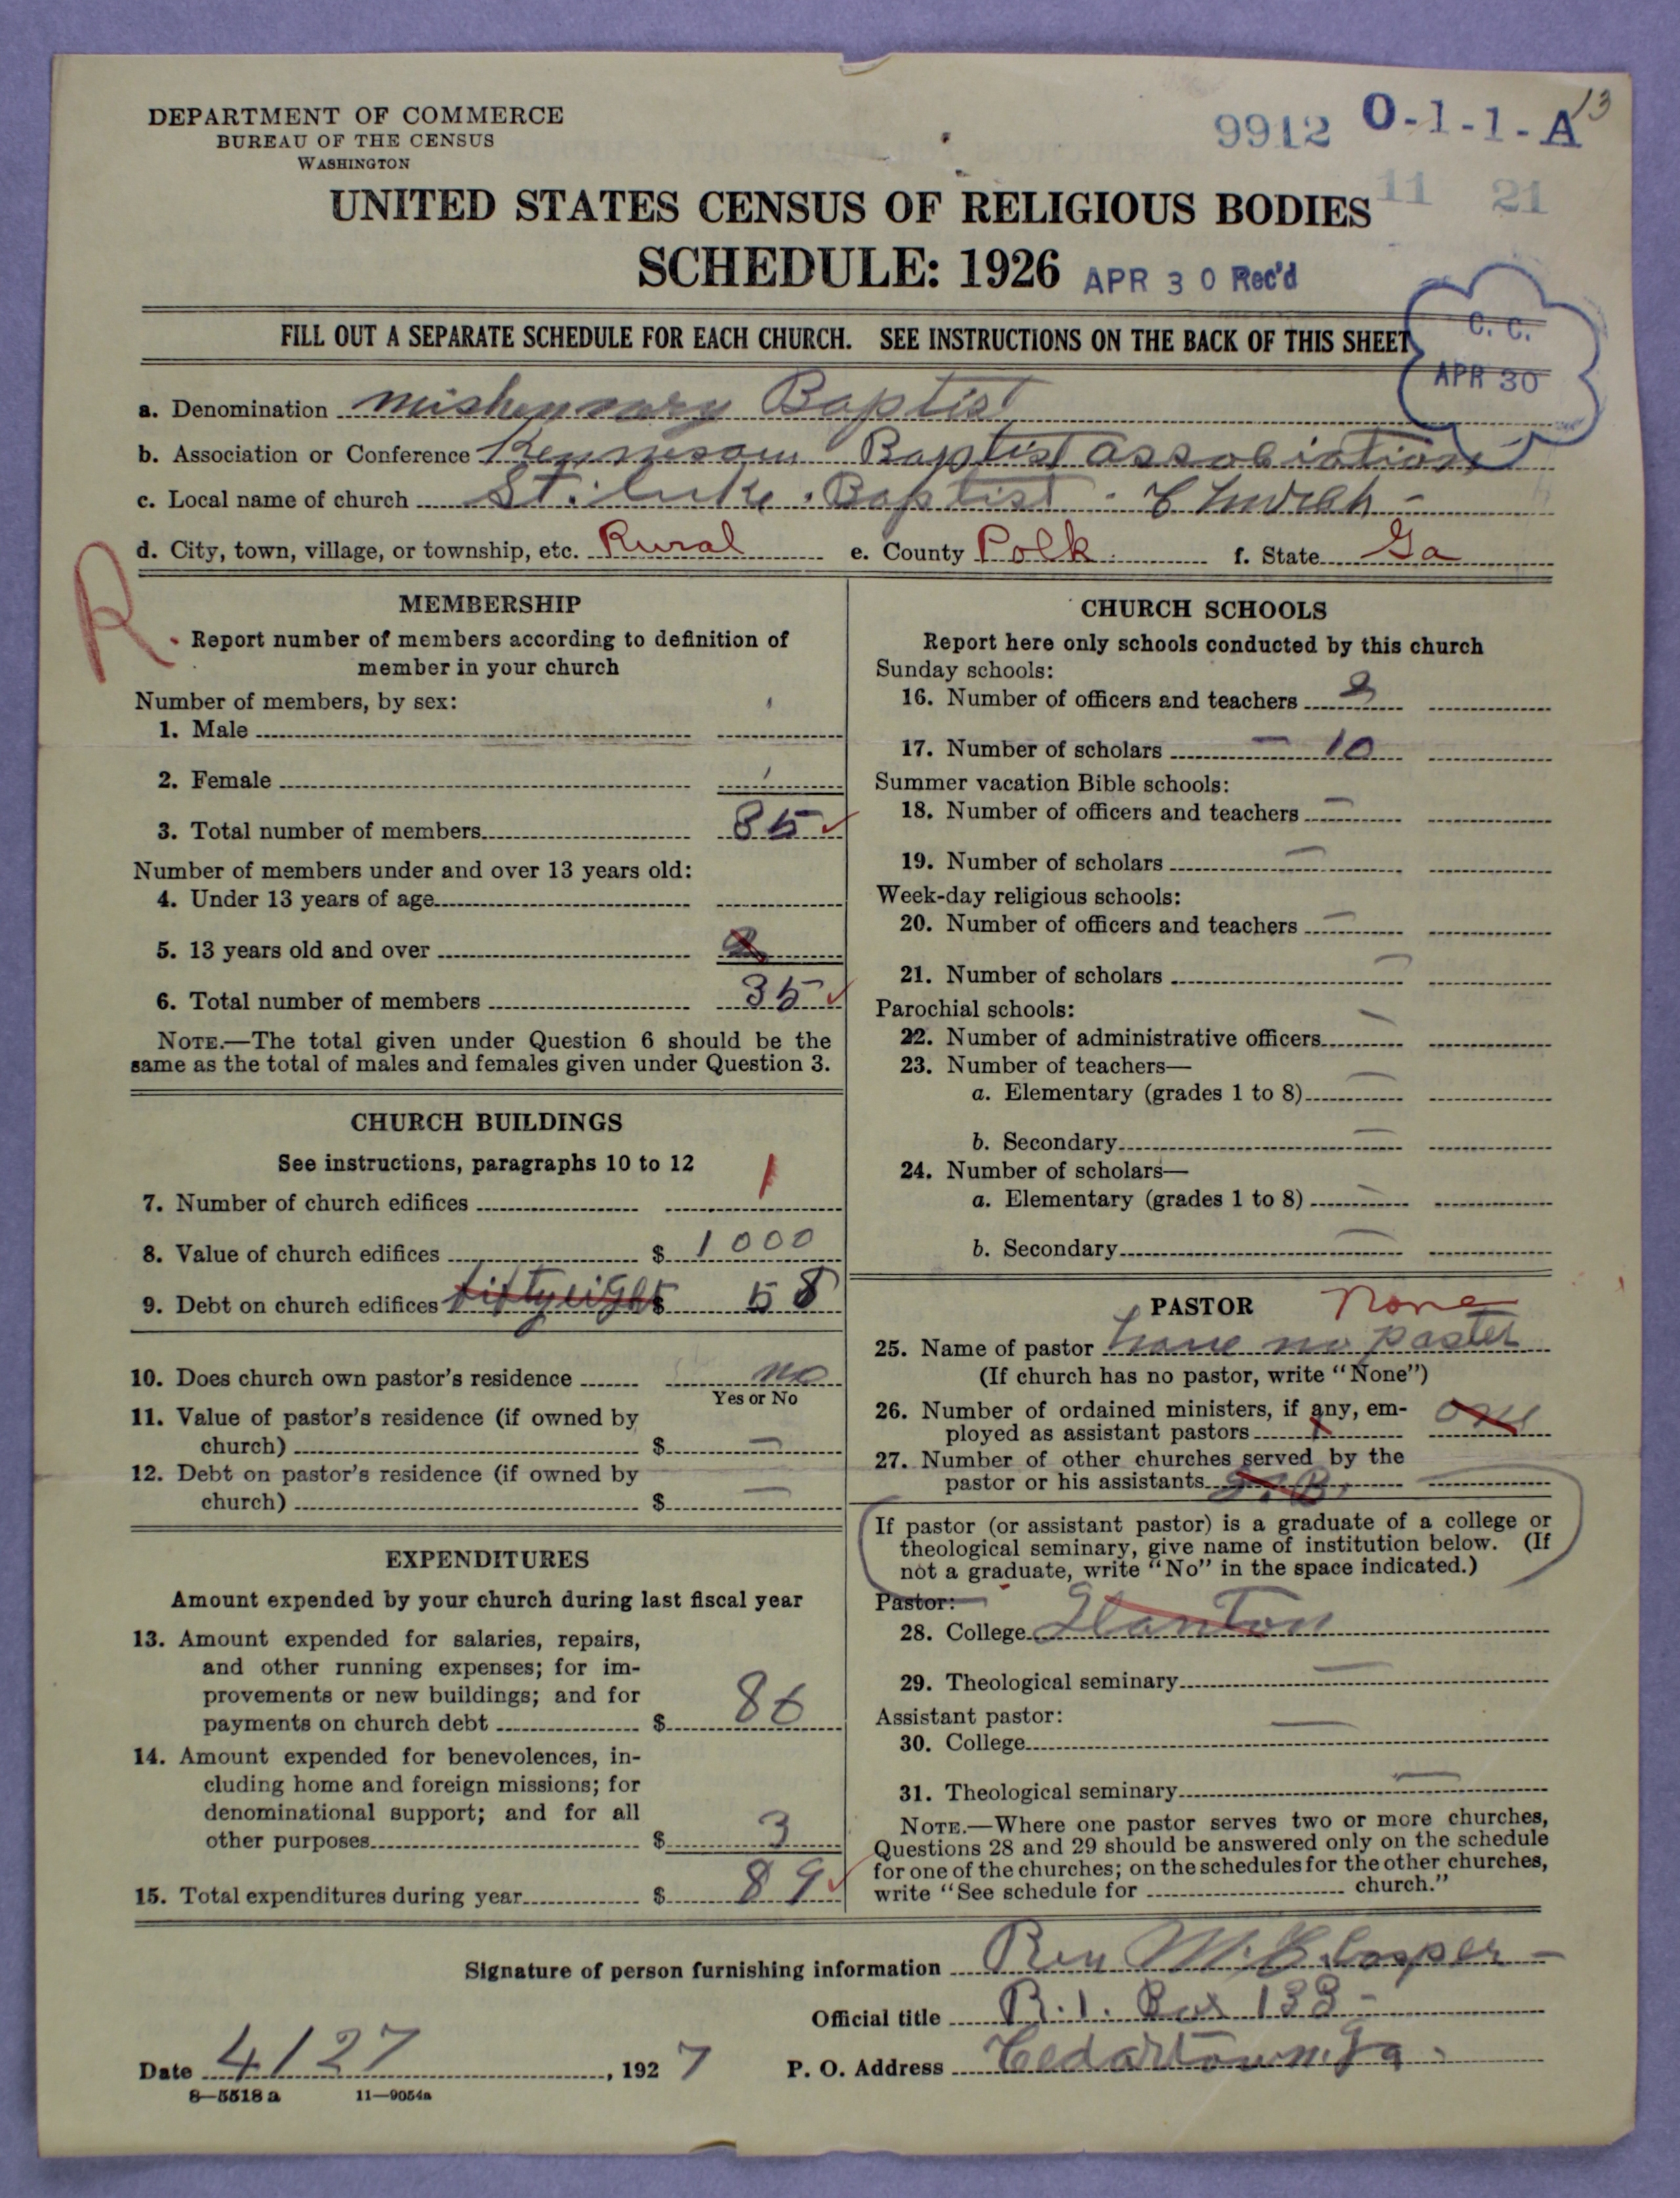 DEPARTMENT OF COMMERCE
BUREAU OF THE CENSUS
WASHINGTON
9912 O-1-1-A 13
11 21
UNITED STATES CENSUS OF RELIGIOUS BODIES
SCHEDULE: 1926 APR 30 Rec'd
FILL OUT A SEPARATE SCHEDULE FOR EACH CHURCH. SEE INSTRUCTIONS ON THE BACK OF THIS SHEET
C. C.
APR 30
a. Denomination Baptist
b. Association or Conference Kennesaw Baptist association
c. Local name of church St. luke. Baptist - Church -
d. City, town, village, or township, etc. Rural e. County Polk f. State Ga
R
MEMBERSHIP
Report number of members according to definition of
member in your church
Number of members, by sex:
1. Male
2. Female
3. Total number of members 35
Number of members under and over 13 years old:
4. Under 13 years of age
5. 13 years old and over
6. Total number of members 35
NOTE.—The total given under Question 6 should be the
same as the total of males and females given under Question 3.
CHURCH BUILDINGS
See instructions, paragraphs 10 to 12
7. Number of church edifices 1
8. Value of church edifices $ 1000
9. Debt on church edifices fiftyeight $ 58
10. Does church own pastor's residence no
Yes or No
11. Value of pastor's residence (if owned by
church) $ —
12. Debt on pastor's residence (if owned by
church) $ —
EXPENDITURES
Amount expended by your church during last fiscal year
13. Amount expended for salaries, repairs,
and other running expenses; for im-
provements or new buildings; and for
payments on church debt $ 86
14. Amount expended for benevolences, in-
cluding home and foreign missions; for
denominational support; and for all
other purposes $ 3
15. Total expenditures during year $ 89
CHURCH SCHOOLS
Report here only schools conducted by this church
Sunday schools:
16. Number of officers and teachers
17. Number of scholars — 10
Summer vacation Bible schools:
18. Number of officers and teachers —
19. Number of scholars —
Week-day religious schools:
20. Number of officers and teachers —
21. Number of scholars —
Parochial schools:
22. Number of administrative officers —
23. Number of teachers—
a. Elementary (grades 1 to 8) —
b. Secondary —
24. Number of scholars—
a. Elementary (grades 1 to 8) —
b. Secondary —
PASTOR None
25. Name of pastor have no paster
(If church has no pastor, write "None")
26. Number of ordained ministers, if any, em-
ployed as assistant pastors one
27. Number of other churches served by the
pastor or his assistants
If pastor (or assistant pastor) is a graduate of a college or
theological seminary, give name of institution below. (If
not a graduate, write "No" in the space indicated.)
Pastor:
28. College
29. Theological seminary —
Assistant pastor:
30. College —
31. Theological seminary —
NOTE.—Where one pastor serves two or more churches,
Questions 28 and 29 should be answered only on the schedule
for one of the churches; on the schedules for the other churches,
write "See schedule for church."
Signature of person furnishing information Rev
Official title R.1. Box 133 -
Date 4/27, 1927 P. O. Address Cedartown. Ga.
8—5518 a 11—9054a